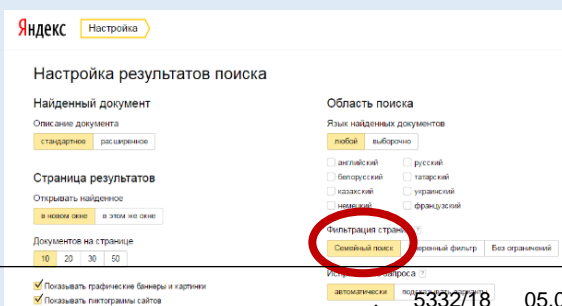 Яндекс Настройка
Настройка результатов поиска
Найденный документ
Описание документа
стандартное расширенное
Страница результатов
Открывать найденное
в новом окне в этом же окне
Документов на странице
10 20 30 50
Показывать графические баннеры и картинки
Показывать пиктограммы сайтов
Область поиска
Язык найденных документов
любой выборочно
английский русский
белорусский татарский
казахский украинский
немецкий французский
Фильтрация
Семейный поиск фильтр Без ограничений
автоматически
5332/18 05.0